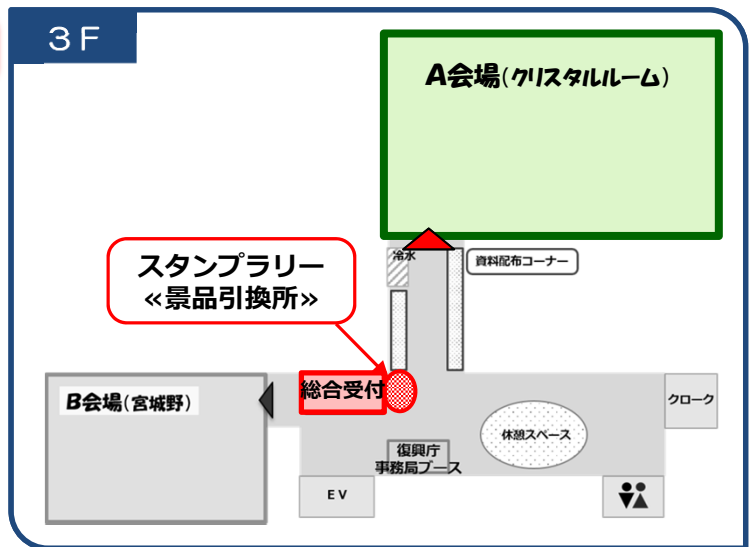 ３Ｆ
A会場(クリスタルルーム)
冷水
資料配布コーナー
スタンプラリー
≪景品引換所≫
総合受付
B会場(宮城野)
クローク
休憩スペース
復興庁
事務局ブース
ＥＶ